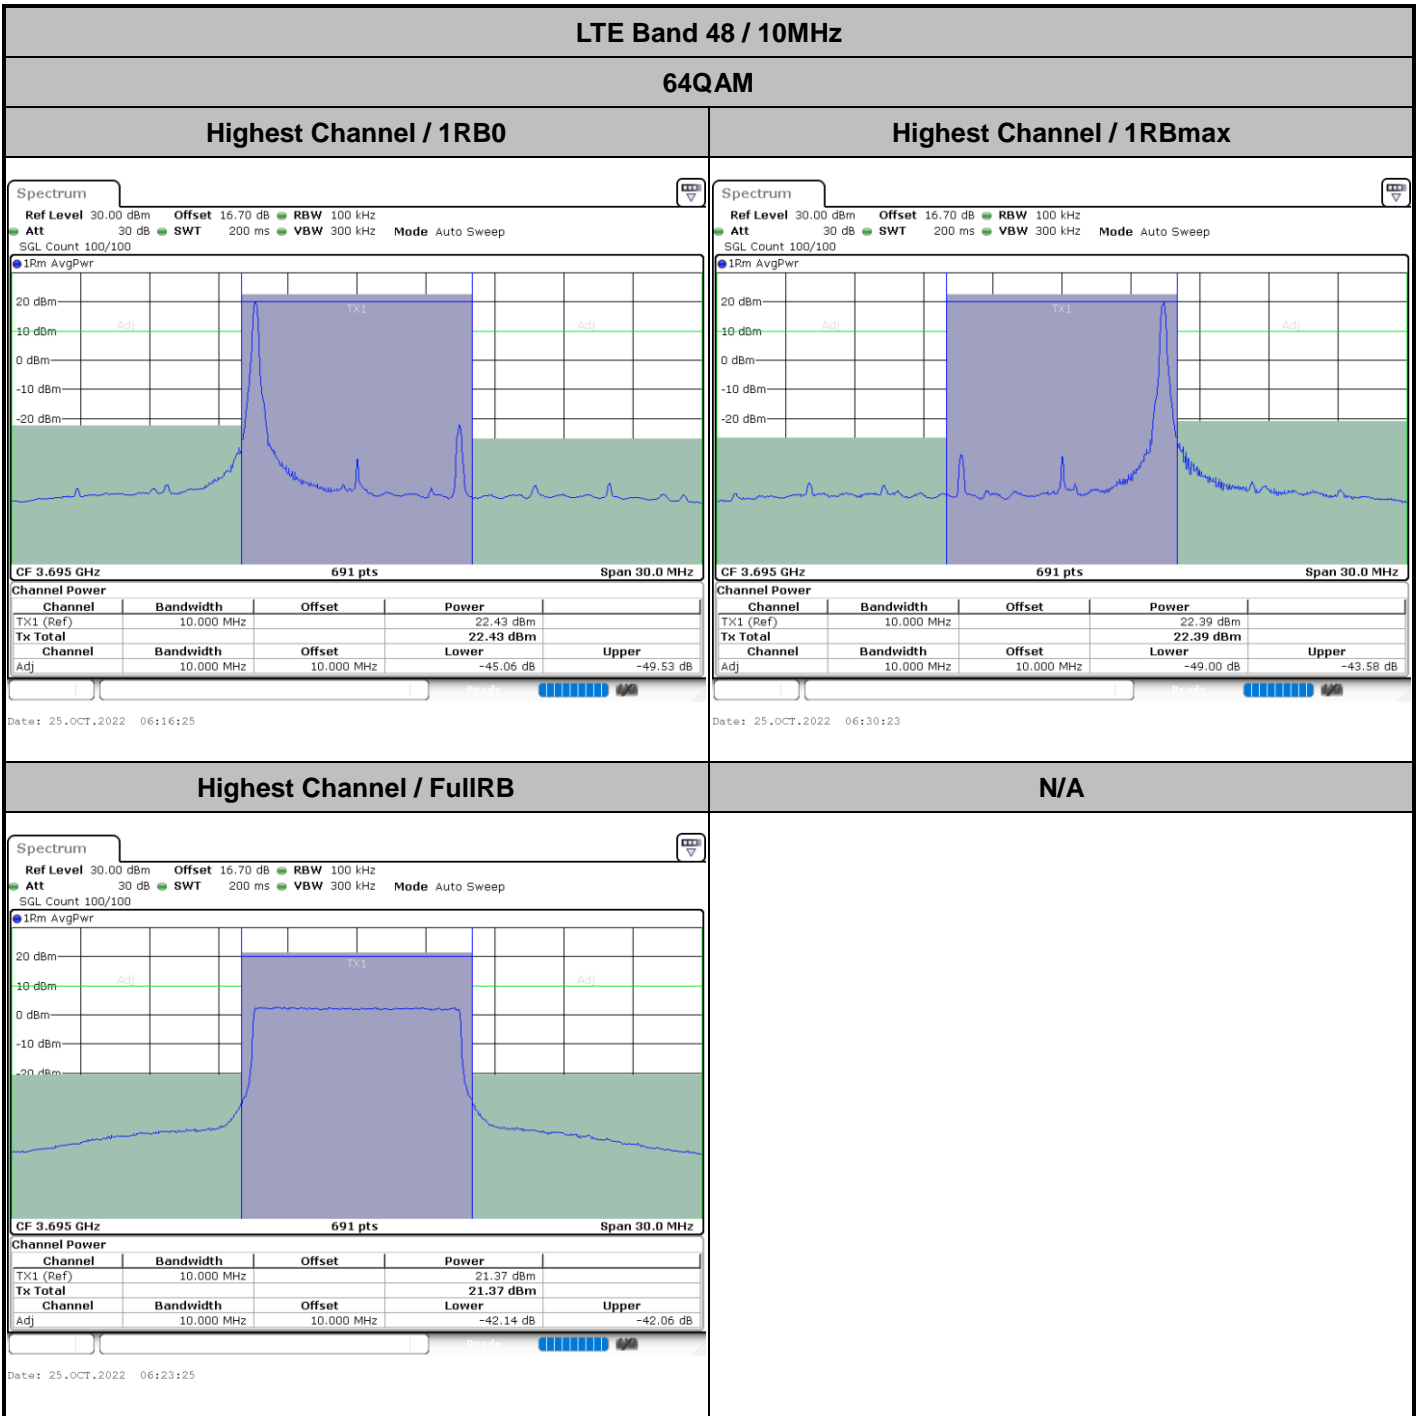 LTE Band 48 / 10MHz
64QAM
Highest Channel / 1RB0
Highest Channel / 1RBmax
Spectrum
Ref Level 30.00 dBm Offset 16.70 dB RBW 100 kHz
Att 30 dB SWT 200 ms VBW 300 kHz Mode Auto Sweep
SGL Count 100/100
1Rm AvgPwr
TX1
20 dBm
Adj
Adj
10 dBm
0 dBm
-10 dBm
-20 dBm
CF 3.695 GHz 691 pts Span 30.0 MHz
Channel Power
Channel Bandwidth Offset Power
TX1 (Ref) 10.000 MHz 22.43 dBm
Tx Total 22.43 dBm
Channel Bandwidth Offset Lower Upper
Adj 10.000 MHz 10.000 MHz -45.06 dB -49.53 dB
Ready
Date: 25.OCT.2022 06:16:25
Spectrum
Ref Level 30.00 dBm Offset 16.70 dB RBW 100 kHz
Att 30 dB SWT 200 ms VBW 300 kHz Mode Auto Sweep
SGL Count 100/100
1Rm AvgPwr
TX1
20 dBm
Adj
Adj
10 dBm
0 dBm
-10 dBm
-20 dBm
CF 3.695 GHz 691 pts Span 30.0 MHz
Channel Power
Channel Bandwidth Offset Power
TX1 (Ref) 10.000 MHz 22.39 dBm
Tx Total 22.39 dBm
Channel Bandwidth Offset Lower Upper
Adj 10.000 MHz 10.000 MHz -49.00 dB -43.58 dB
Ready
Date: 25.OCT.2022 06:30:23
Highest Channel / FullRB
N/A
Spectrum
Ref Level 30.00 dBm Offset 16.70 dB RBW 100 kHz
Att 30 dB SWT 200 ms VBW 300 kHz Mode Auto Sweep
SGL Count 100/100
1Rm AvgPwr
TX1
20 dBm
Adj
Adj
10 dBm
0 dBm
-10 dBm
-20 dBm
CF 3.695 GHz 691 pts Span 30.0 MHz
Channel Power
Channel Bandwidth Offset Power
TX1 (Ref) 10.000 MHz 21.37 dBm
Tx Total 21.37 dBm
Channel Bandwidth Offset Lower Upper
Adj 10.000 MHz 10.000 MHz -42.14 dB -42.06 dB
Ready
Date: 25.OCT.2022 06:23:25